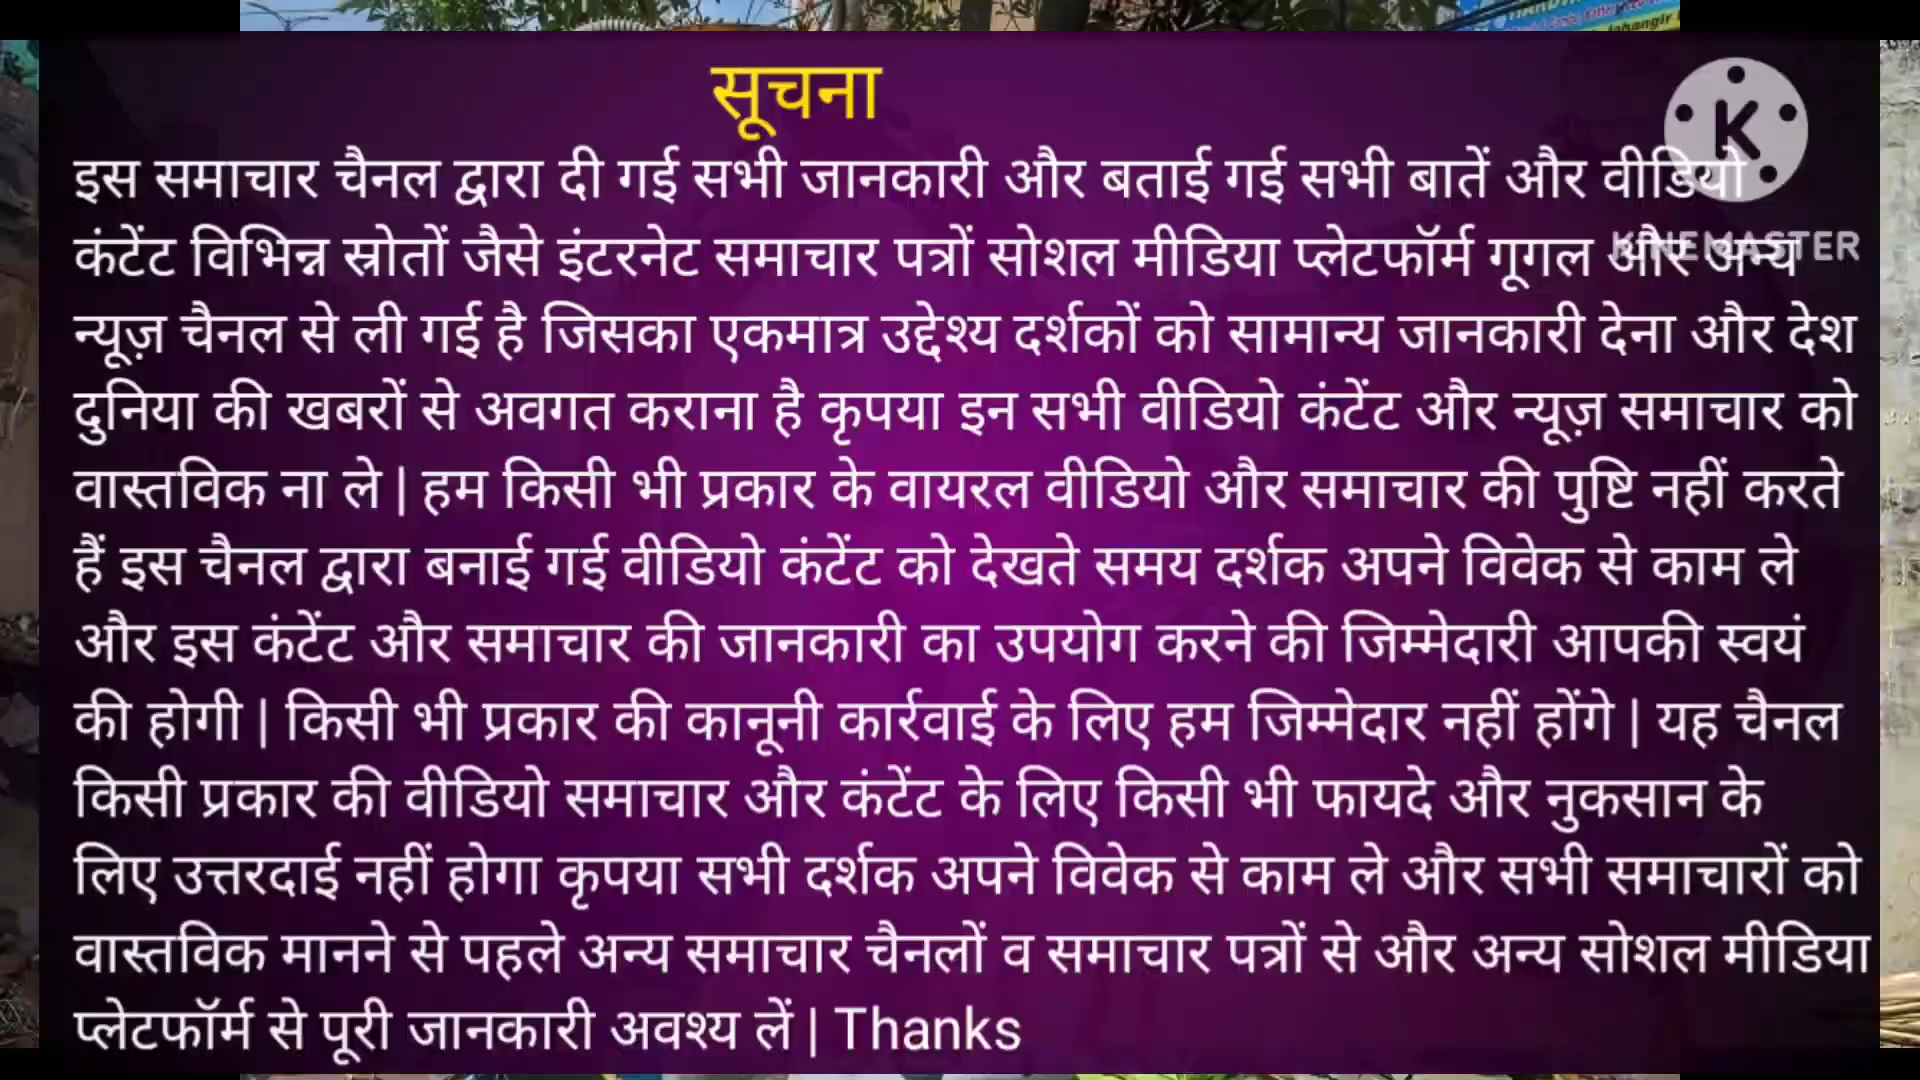 सूचना
इस समाचार चैनल द्वारा दी गई सभी जानकारी और बताई गई सभी बातें और वीडियो
कंटेंट विभिन्न स्रोतों जैसे इंटरनेट समाचार पत्रों सोशल मीडिया प्लेटफॉर्म गूगल और अन्य
न्यूज़ चैनल से ली गई है जिसका एकमात्र उद्देश्य दर्शकों को सामान्य जानकारी देना और देश
दुनिया की खबरों से अवगत कराना है कृपया इन सभी वीडियो कंटेंट और न्यूज़ समाचार को
वास्तविक ना ले | हम किसी भी प्रकार के वायरल वीडियो और समाचार की पुष्टि नहीं करते
हैं इस चैनल द्वारा बनाई गई वीडियो कंटेंट को देखते समय दर्शक अपने विवेक से काम ले
और इस कंटेंट और समाचार की जानकारी का उपयोग करने की जिम्मेदारी आपकी स्वयं
की होगी | किसी भी प्रकार की कानूनी कार्रवाई के लिए हम जिम्मेदार नहीं होंगे | यह चैनल
किसी प्रकार की वीडियो समाचार और कंटेंट के लिए किसी भी फायदे और नुकसान के
लिए उत्तरदाई नहीं होगा कृपया सभी दर्शक अपने विवेक से काम ले और सभी समाचारों को
वास्तविक मानने से पहले अन्य समाचार चैनलों व समाचार पत्रों से और अन्य सोशल मीडिया
प्लेटफॉर्म से पूरी जानकारी अवश्य लें | Thanks
K
KINEMASTER